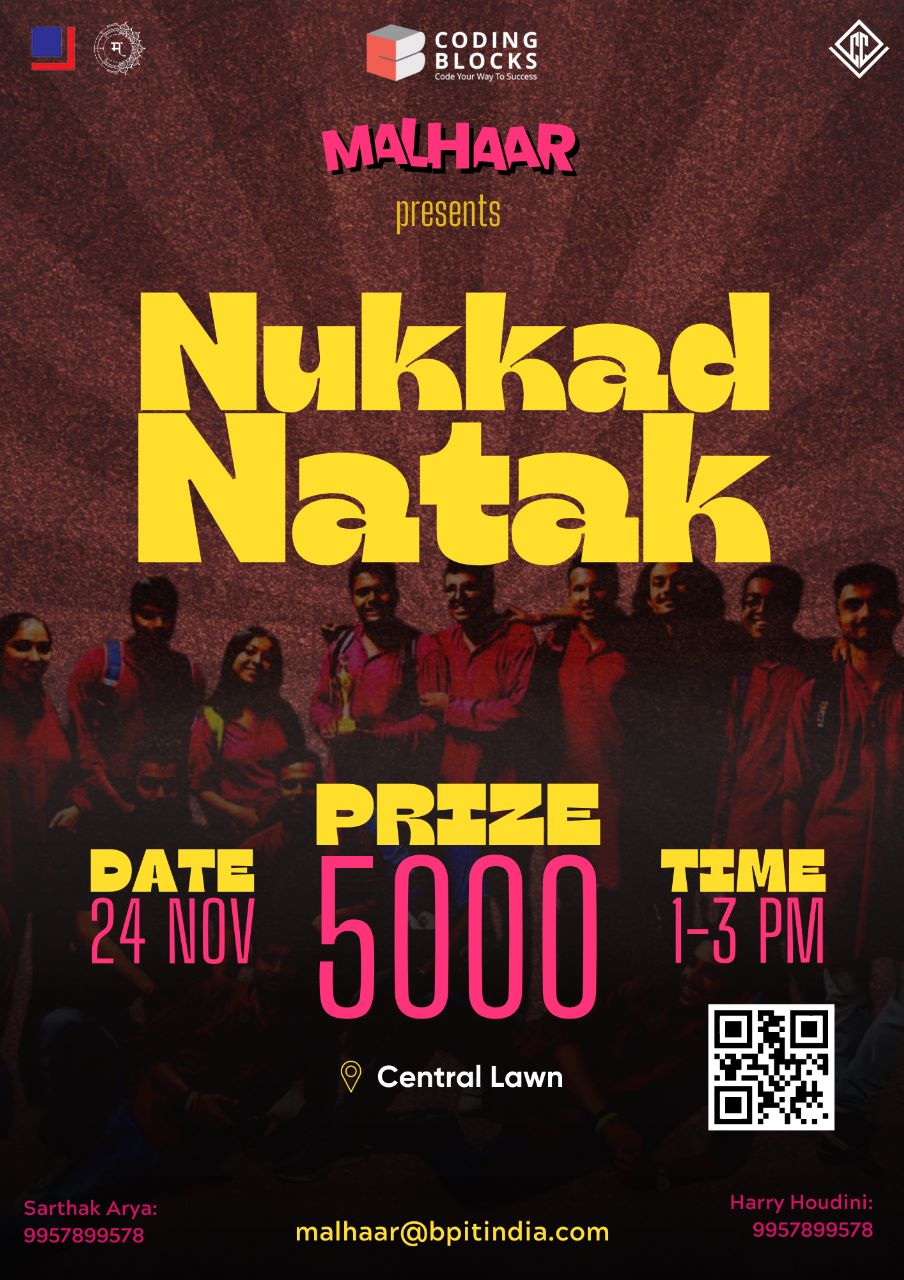 म
CODING
BLOCKS
Code Your Way To Success
CC
MALHAAR
presents
Nukkad
Natak
PRIZE
5000
DATE
24 NOV
TIME
1-3 PM
Central Lawn
Sarthak Arya:
9957899578
malhaar@bpitindia.com
Harry Houdini:
9957899578